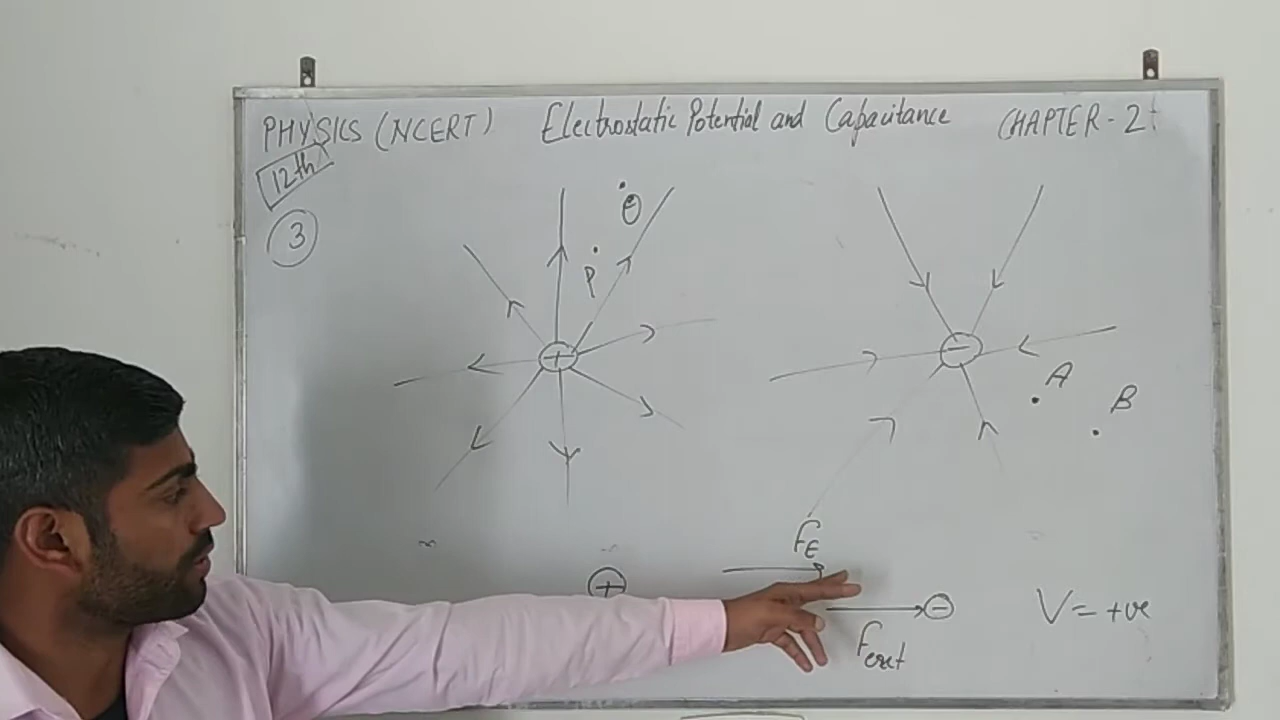 PHYSICS (NCERT) Electrostatic Potential and Capacitance CHAPTER - 2
12th
3
Q
P
+
-
A
B
FE
+
-
V = +ve
Fext